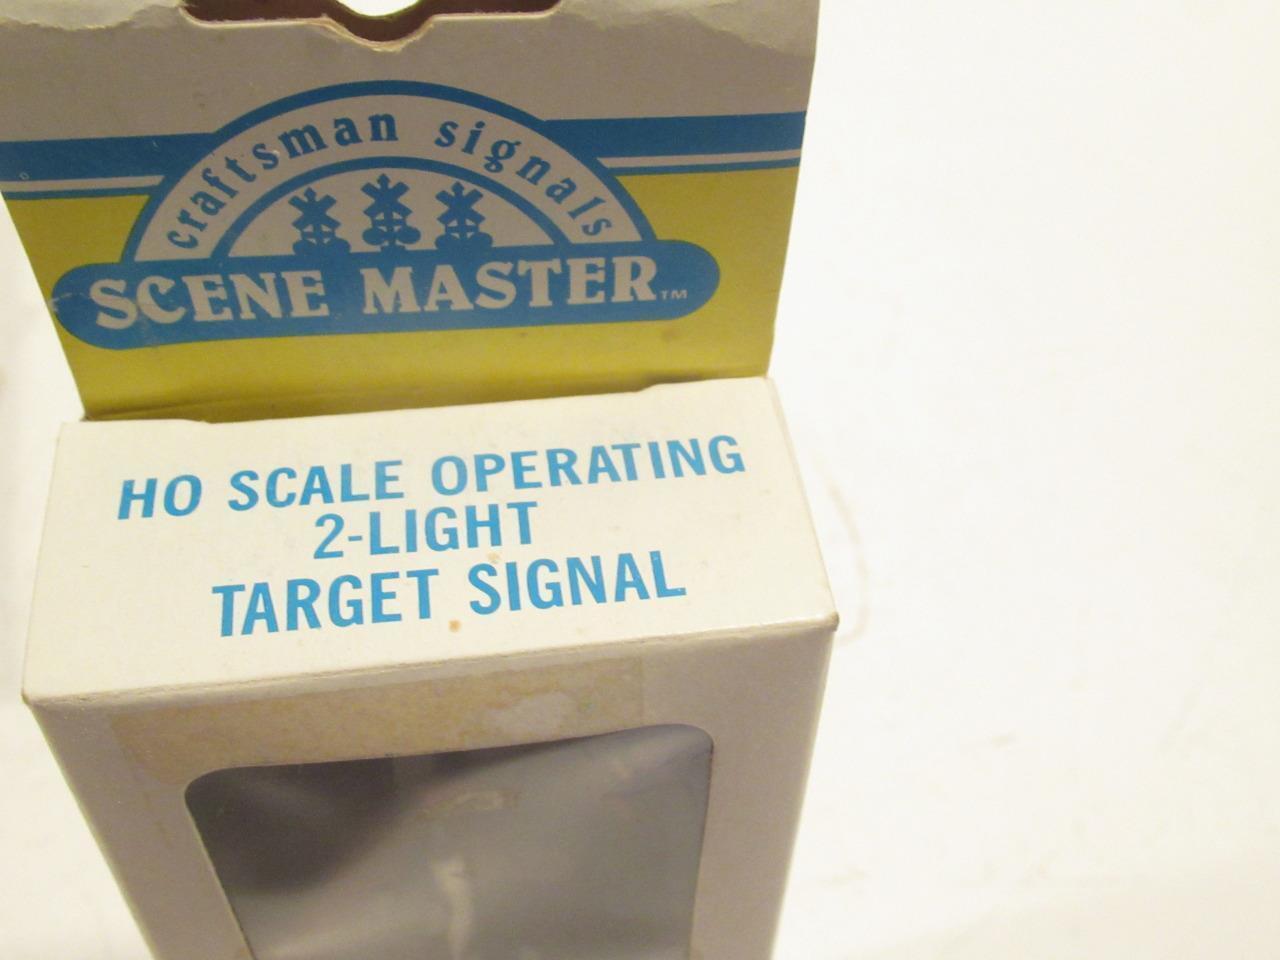 craftsman signals
SCENE MASTER™
HO SCALE OPERATING
2-LIGHT
TARGET SIGNAL